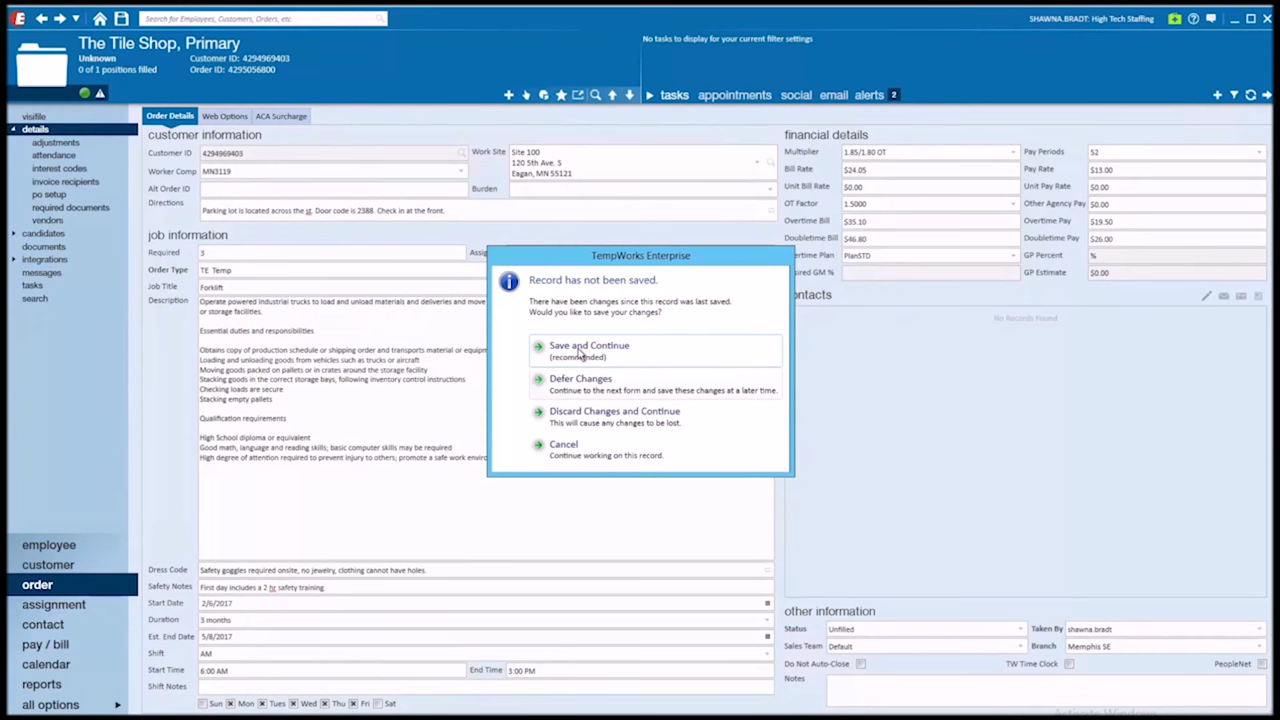 Search for Employees, Customers, Orders, etc
SHAWNA.BRADT: High Tech Staffing
The Tile Shop, Primary
Unknown
Customer ID: 4294969403
0 of 1 positions filled
Order ID: 4295056800
No tasks to display for your current filter settings
tasks appointments social email alerts 2
visifile
details
adjustments
attendance
interest codes
invoice recipients
po setup
required documents
vendors
candidates
documents
integrations
messages
tasks
search
employee
customer
order
assignment
contact
pay / bill
calendar
reports
all options
Order Details Web Options ACA Surcharge
customer information
Customer ID 4294969403
Work Site Site 100
120 5th Ave. S
Eagan, MN 55121
Worker Comp MN3119
Alt Order ID
Burden
Directions
Parking lot is located across the st. Door code is 2388. Check in at the front.
job information
Required 3
Order Type TE Temp
Job Title Forklift
Description Operate powered industrial trucks to load and unload materials and deliveries and move
or storage facilities.
Essential duties and responsibilities
Obtains copy of production schedule or shipping order and transports material or equipm
Loading and unloading goods from vehicles such as trucks or aircraft
Moving goods packed on pallets or in crates around the storage facility
Stacking goods in the correct storage bays, following inventory control instructions
Checking loads are secure
Stacking empty pallets
Qualification requirements
High School diploma or equivalent
Good math, language and reading skills; basic computer skills may be required
High degree of attention required to prevent injury to others; promote a safe work enviro
Dress Code Safety goggles required onsite, no jewelry, clothing cannot have holes.
Safety Notes First day includes a 2 hr safety training.
Start Date 2/6/2017
Duration 3 months
Est. End Date 5/8/2017
Shift AM
Start Time 6:00 AM End Time 3:00 PM
Shift Notes
Sun Mon Tues Wed Thu Fri Sat
TempWorks Enterprise
Record has not been saved.
There have been changes since this record was last saved.
Would you like to save your changes?
Save and Continue
(recommended)
Defer Changes
Continue to the next form and save these changes at a later time.
Discard Changes and Continue
This will cause any changes to be lost.
Cancel
Continue working on this record.
financial details
Multiplier 1.85/1.80 OT Pay Periods 52
Bill Rate $24.05 Pay Rate $13.00
Unit Bill Rate $0.00 Unit Pay Rate $0.00
OT Factor 1.5000 Other Agency Pay $0.00
Overtime Bill $35.10 Overtime Pay $19.50
Doubletime Bill $46.80 Doubletime Pay $26.00
ertime Plan PlanSTD GP Percent %
sired GM % GP Estimate $0.00
ontacts
No Records Found
other information
Status Unfilled Taken By shawna.bradt
Sales Team Default Branch Memphis SE
Do Not Auto-Close TW Time Clock PeopleNet
Notes